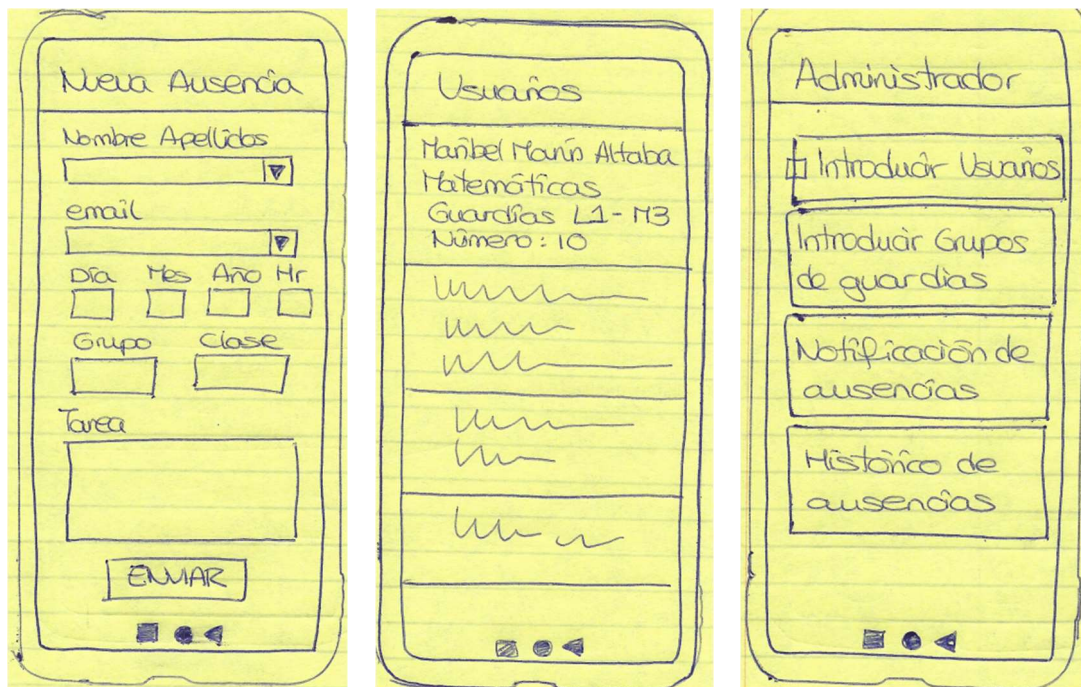 Nueva Ausencia
Nombre Apellidos
email
Día Mes Año Hr
Grupo Clase
Tarea
ENVIAR
Usuarios
Maribel Marín Altaba
Matemáticas
Guardias L1-M3
Número: 10
Administrador
Introducir Usuarios
Introducir Grupos
de guardias
Notificación de
ausencias
Histórico de
ausencias